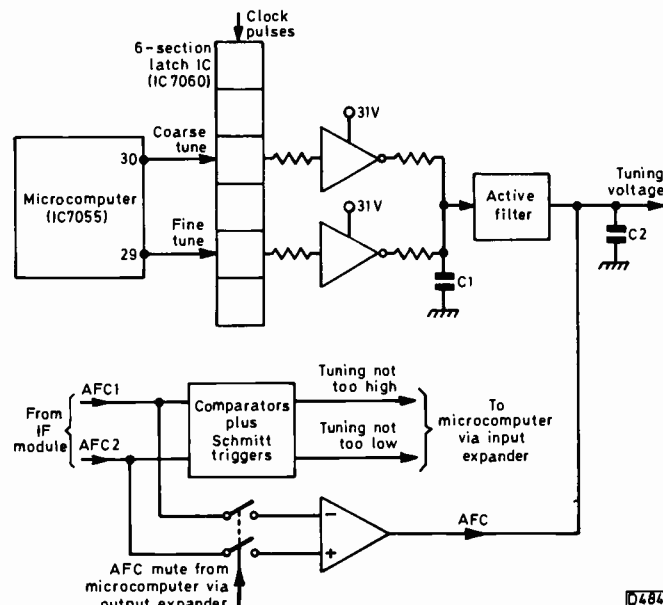 Clock
pulses
6-section
latch IC
(IC7060)
31V
Coarse
tune
30
Microcomputer
(IC7055)
Fine
tune
29
31V
Active
filter
Tuning
voltage
C1
C2
From
IF
module
AFC1
AFC2
Comparators
plus
Schmitt
triggers
Tuning not
too high
Tuning not
too low
To
microcomputer
via input
expander
−
+
AFC
AFC mute from
microcomputer via
output expander
D484